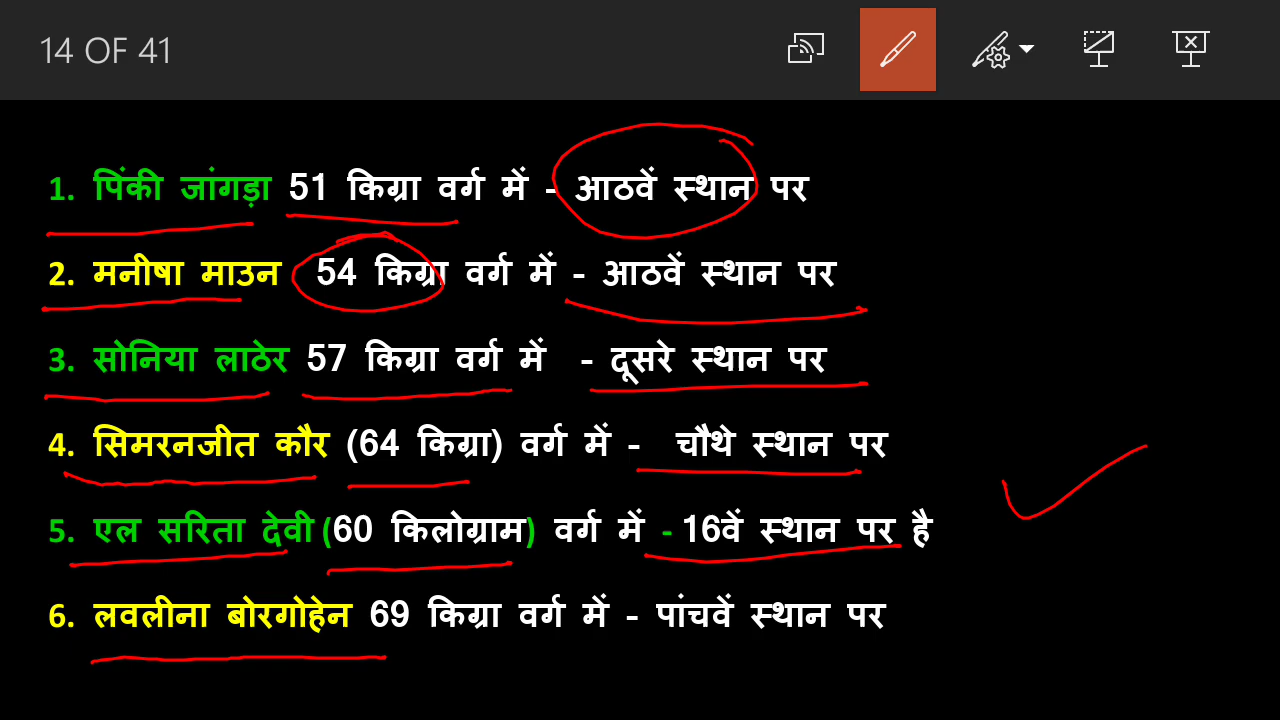 14 OF 41
1. पिंकी जांगड़ा 51 किग्रा वर्ग में - आठवें स्थान पर
2. मनीषा माउन 54 किग्रा वर्ग में - आठवें स्थान पर
3. सोनिया लाठेर 57 किग्रा वर्ग में - दूसरे स्थान पर
4. सिमरनजीत कौर (64 किग्रा) वर्ग में - चौथे स्थान पर
5. एल सरिता देवी (60 किलोग्राम) वर्ग में - 16वें स्थान पर है
6. लवलीना बोरगोहेन 69 किग्रा वर्ग में - पांचवें स्थान पर